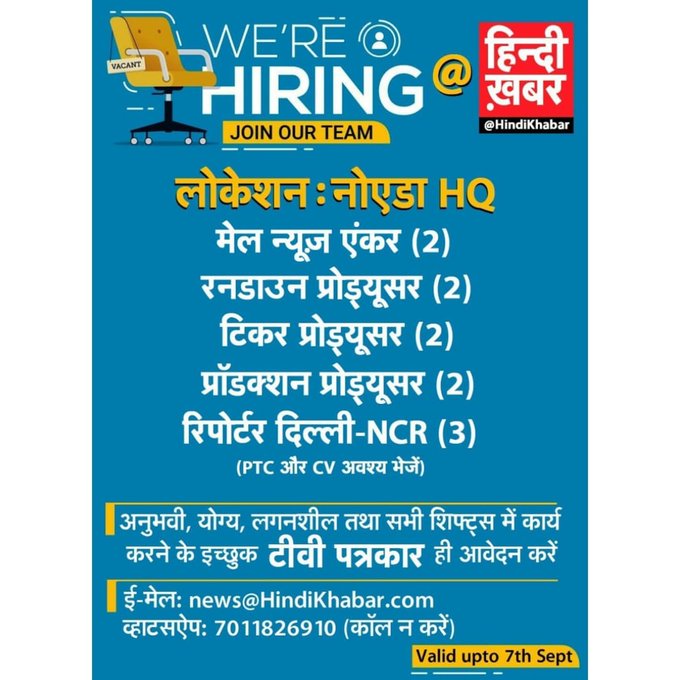 VACANT
WE'RE
HIRING @
JOIN OUR TEAM
हिन्दी
ख़बर
@HindiKhabar
लोकेशन : नोएडा HQ
मेल न्यूज़ एंकर (2)
रनडाउन प्रोड्यूसर (2)
टिकर प्रोड्यूसर (2)
प्रॉडक्शन प्रोड्यूसर (2)
रिपोर्टर दिल्ली-NCR (3)
(PTC और CV अवश्य भेजें)
अनुभवी, योग्य, लगनशील तथा सभी शिफ्ट्स में कार्य
करने के इच्छुक टीवी पत्रकार ही आवेदन करें
ई-मेल: news@HindiKhabar.com
व्हाटसऐप: 7011826910 (कॉल न करें)
Valid upto 7th Sept